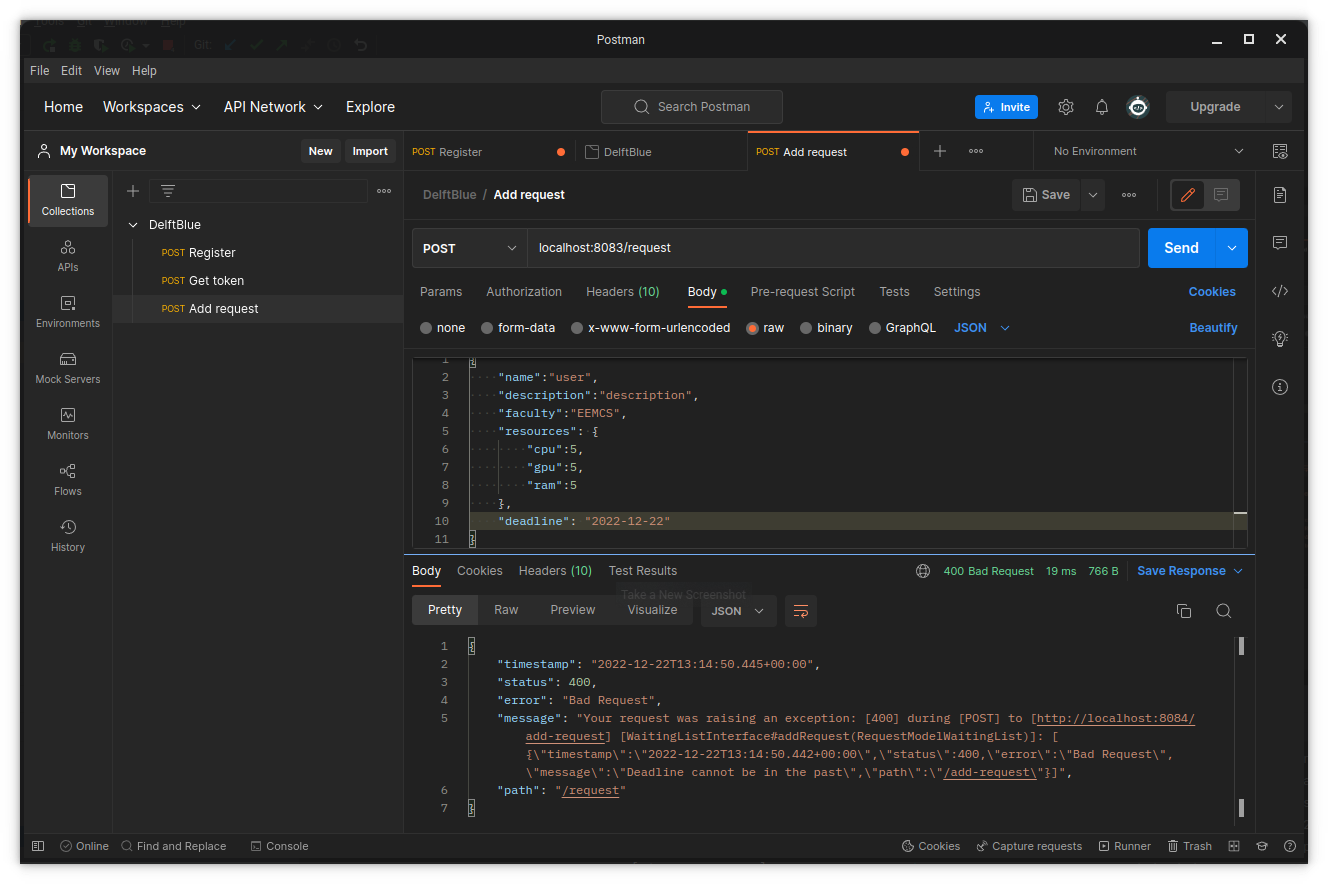 Tools Git Window Help
Git:
Postman
File Edit View Help
Home Workspaces API Network Explore Search Postman Invite Upgrade
My Workspace New Import POST Register DelftBlue POST Add request No Environment
Collections
APIs
Environments
Mock Servers
Monitors
Flows
History
DelftBlue
POST Register
POST Get token
POST Add request
DelftBlue / Add request Save
POST localhost:8083/request Send
Params Authorization Headers (10) Body Pre-request Script Tests Settings Cookies
none form-data x-www-form-urlencoded raw binary GraphQL JSON Beautify
1 {
2 "name":"user",
3 "description":"description",
4 "faculty":"EEMCS",
5 "resources": {
6 "cpu":5,
7 "gpu":5,
8 "ram":5
9 },
10 "deadline": "2022-12-22"
11 }
Body Cookies Headers (10) Test Results 400 Bad Request 19 ms 766 B Save Response
Take a New Screenshot
Pretty Raw Preview Visualize JSON
1 {
2 "timestamp": "2022-12-22T13:14:50.445+00:00",
3 "status": 400,
4 "error": "Bad Request",
5 "message": "Your request was raising an exception: [400] during [POST] to [http://localhost:8084/
add-request] [WaitingListInterface#addRequest(RequestModelWaitingList)]: [
{\"timestamp\":\"2022-12-22T13:14:50.442+00:00\",\"status\":400,\"error\":\"Bad Request\",
\"message\":\"Deadline cannot be in the past\",\"path\":\"/add-request\"}]",
6 "path": "/request"
7 }
Online Find and Replace Console Cookies Capture requests Runner Trash